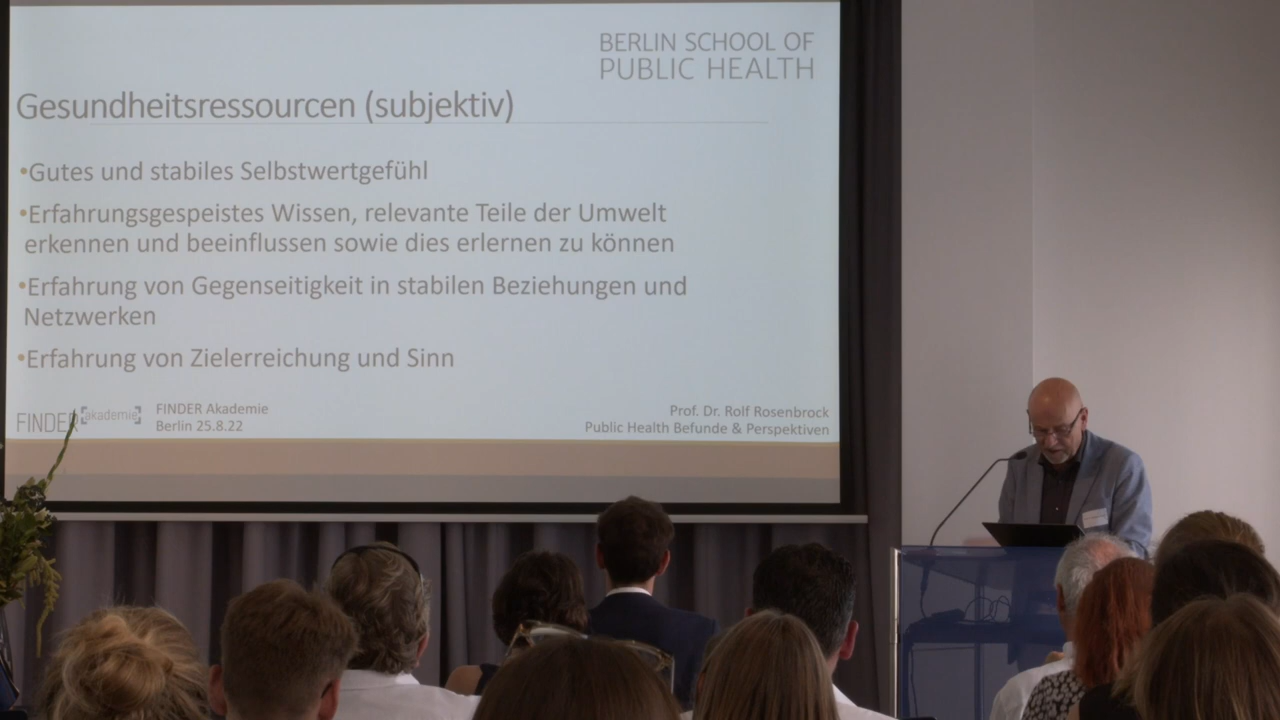 BERLIN SCHOOL OF
PUBLIC HEALTH
Gesundheitsressourcen (subjektiv)
•Gutes und stabiles Selbstwertgefühl
•Erfahrungsgespeistes Wissen, relevante Teile der Umwelt
erkennen und beeinflussen sowie dies erlernen zu können
•Erfahrung von Gegenseitigkeit in stabilen Beziehungen und
Netzwerken
•Erfahrung von Zielerreichung und Sinn
FINDER akademie
FINDER Akademie
Berlin 25.8.22
Prof. Dr. Rolf Rosenbrock
Public Health Befunde & Perspektiven